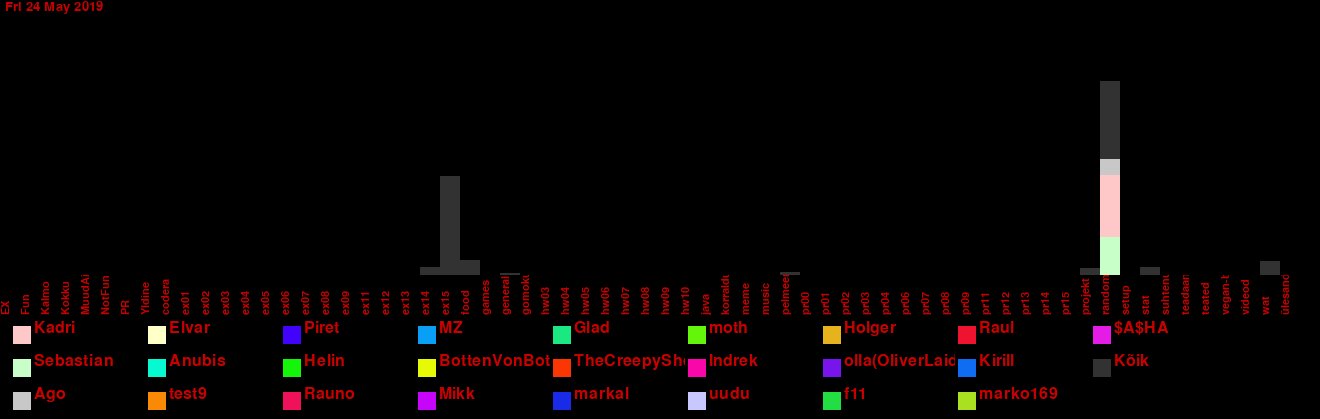 Fri 24 May 2019
EX Fun Kalmo Kokku MuudAi NotFun PR Yldine codera ex01 ex02 ex03 ex04 ex05 ex06 ex07 ex08 ex09 ex11 ex12 ex13 ex14 ex15 food games general gomoku hw03 hw04 hw05 hw06 hw07 hw08 hw09 hw10 java korraldu meme music pelmee pr00 pr01 pr02 pr03 pr04 pr06 pr07 pr08 pr09 pr11 pr12 pr13 pr14 pr15 projekt random setup stat suhtenu teadaan teated vegan-t videod wat ülesand
Kadri Elvar Piret MZ Glad moth Holger Raul $A$HA
Sebastian Anubis Helin BottenVonBot TheCreepySh Indrek olla(OliverLaid Kirill Kõik
Ago test9 Rauno Mikk markal uudu f11 marko169